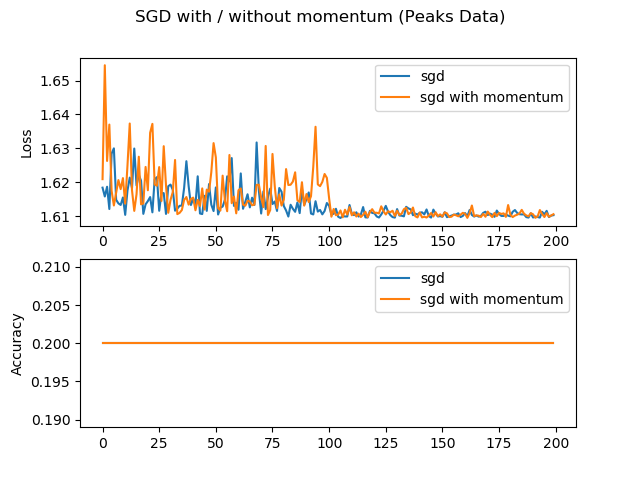 SGD with / without momentum (Peaks Data)
Loss
1.65
1.64
1.63
1.62
1.61
sgd
sgd with momentum
0 25 50 75 100 125 150 175 200
Accuracy
0.210
0.205
0.200
0.195
0.190
sgd
sgd with momentum
0 25 50 75 100 125 150 175 200